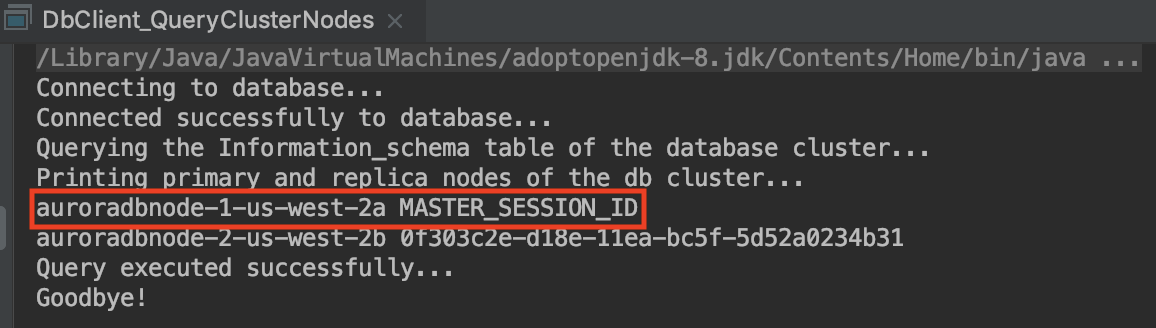 DbClient_QueryClusterNodes
/Library/Java/JavaVirtualMachines/adoptopenjdk-8.jdk/Contents/Home/bin/java ...
Connecting to database...
Connected successfully to database...
Querying the Information_schema table of the database cluster...
Printing primary and replica nodes of the db cluster...
auroradbnode-1-us-west-2a MASTER_SESSION_ID
auroradbnode-2-us-west-2b 0f303c2e-d18e-11ea-bc5f-5d52a0234b31
Query executed successfully...
Goodbye!